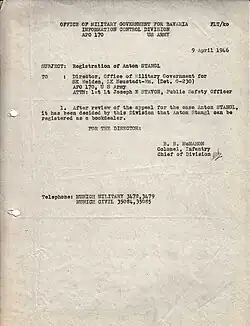 OFFICE OF MILITARY GOVERNMENT FOR BAVARIA FLT/ko
INFORMATION CONTROL DIVISION
APO 170 US ARMY
9 April 1946
SUBJECT: Registration of Anton STANGL
TO : Director, Office of Military Government for
SK Weiden, LK Neustadt-Wn. (Det. G-230)
APO 170, U S Army
ATTN: 1st Lt Joseph N STAVON, Public Safety Officer
1. After review of the appeal for the case Anton STANGL,
it has been decided by this Division that Anton Stangl can be
registered as a bookdealer.
FOR THE DIRECTOR:
B. B. McMAHON
Colonel, Infantry
Chief of Division
Telephone: MUNICH MILITARY 3478,3479
MUNICH CIVIL 35084,35085